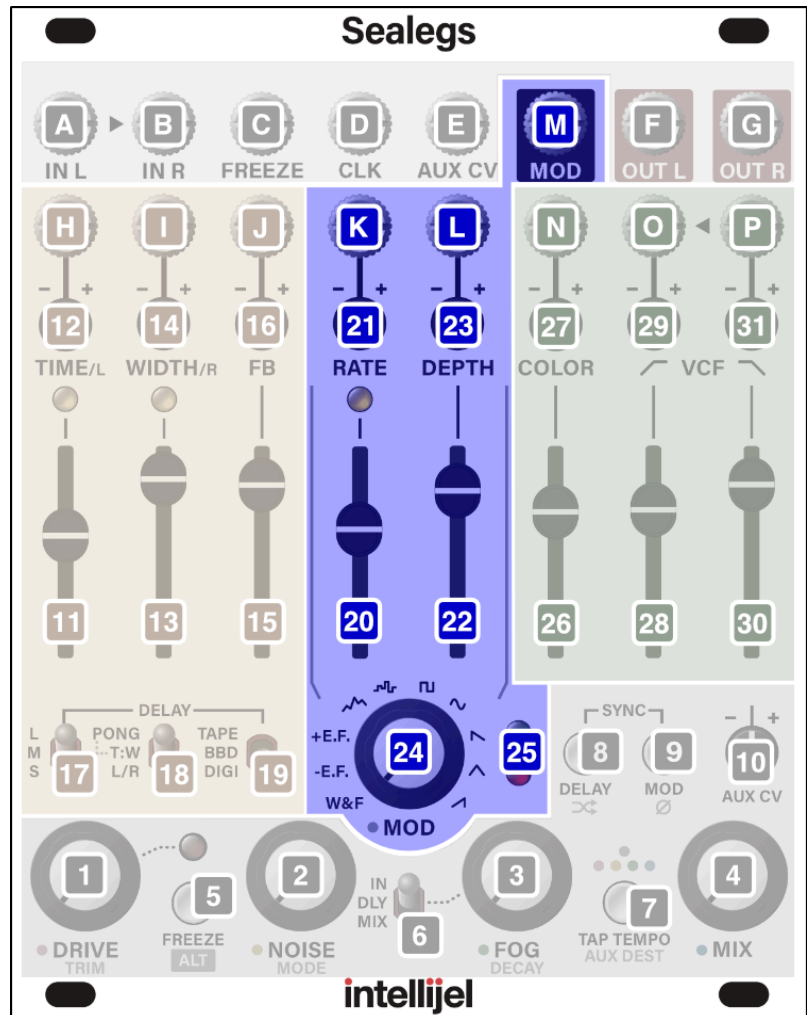 Sealegs
A B C D E M F G
IN L IN R FREEZE CLK AUX CV MOD OUT L OUT R
H I J K L N O P
- + - + - + - + - + - + - + - +
12 14 16 21 23 27 29 31
TIME/L WIDTH/R FB RATE DEPTH COLOR VCF
11 13 15 20 22 26 28 30
DELAY
L PONG TAPE
M T:W BBD
S L/R DIGI
17 18 19
+E.F.
-E.F.
W&F
24 25
MOD
SYNC
8 9
DELAY MOD
Ø
- +
10
AUX CV
1 5 2 6 3 7 4
IN
DLY
MIX
DRIVE FREEZE NOISE FOG TAP TEMPO MIX
TRIM ALT MODE DECAY AUX DEST
intellijel